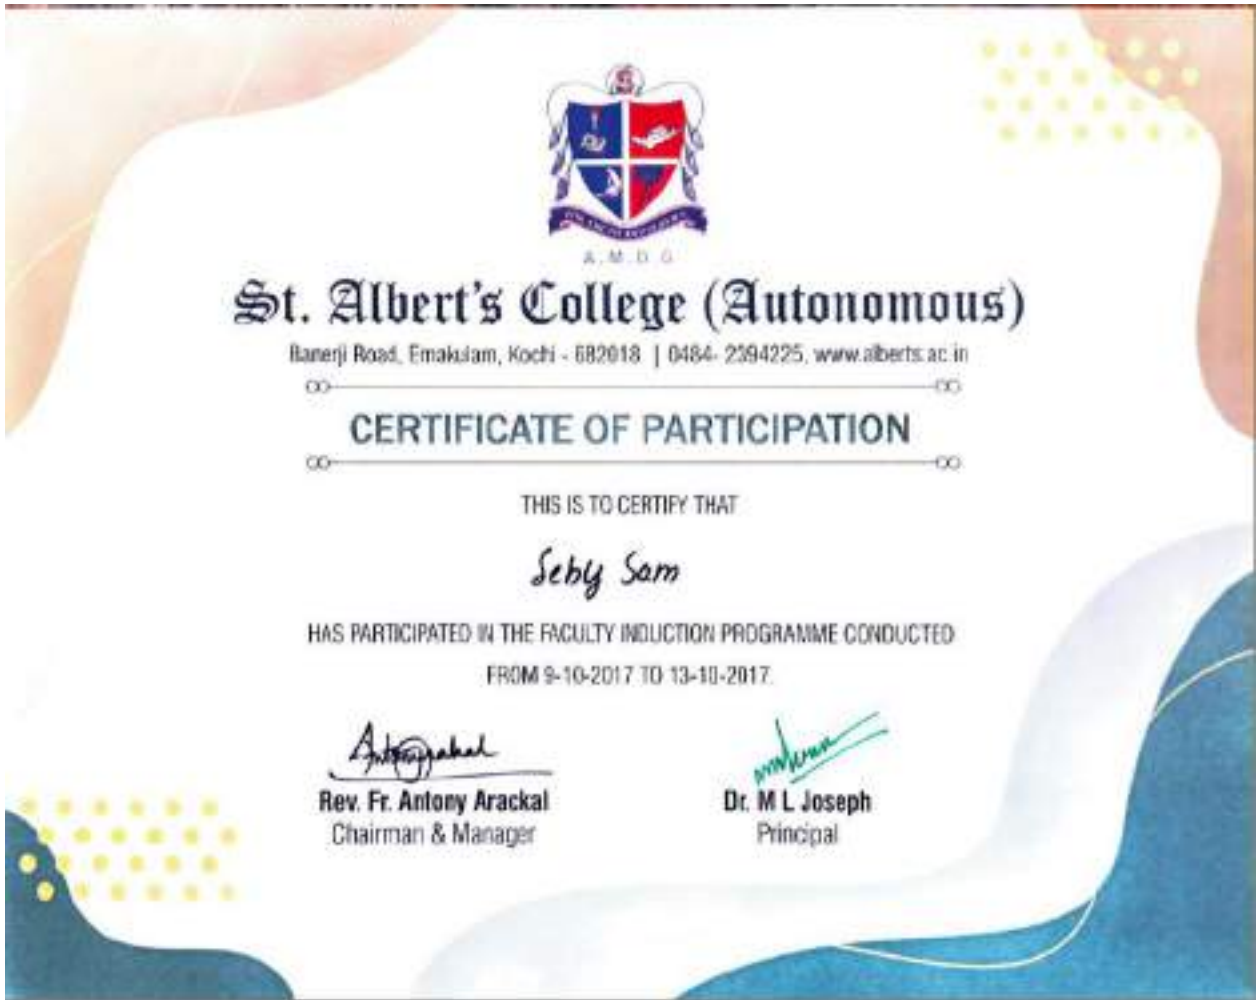 A.M.D.G
St. Albert's College (Autonomous)
Banerji Road, Ernakulam, Kochi - 682018 | 0484- 2394225, www.alberts.ac.in
CERTIFICATE OF PARTICIPATION
THIS IS TO CERTIFY THAT
Seby Sam
HAS PARTICIPATED IN THE FACULTY INDUCTION PROGRAMME CONDUCTED
FROM 9-10-2017 TO 13-10-2017.
Rev. Fr. Antony Arackal
Chairman & Manager
Dr. M L Joseph
Principal